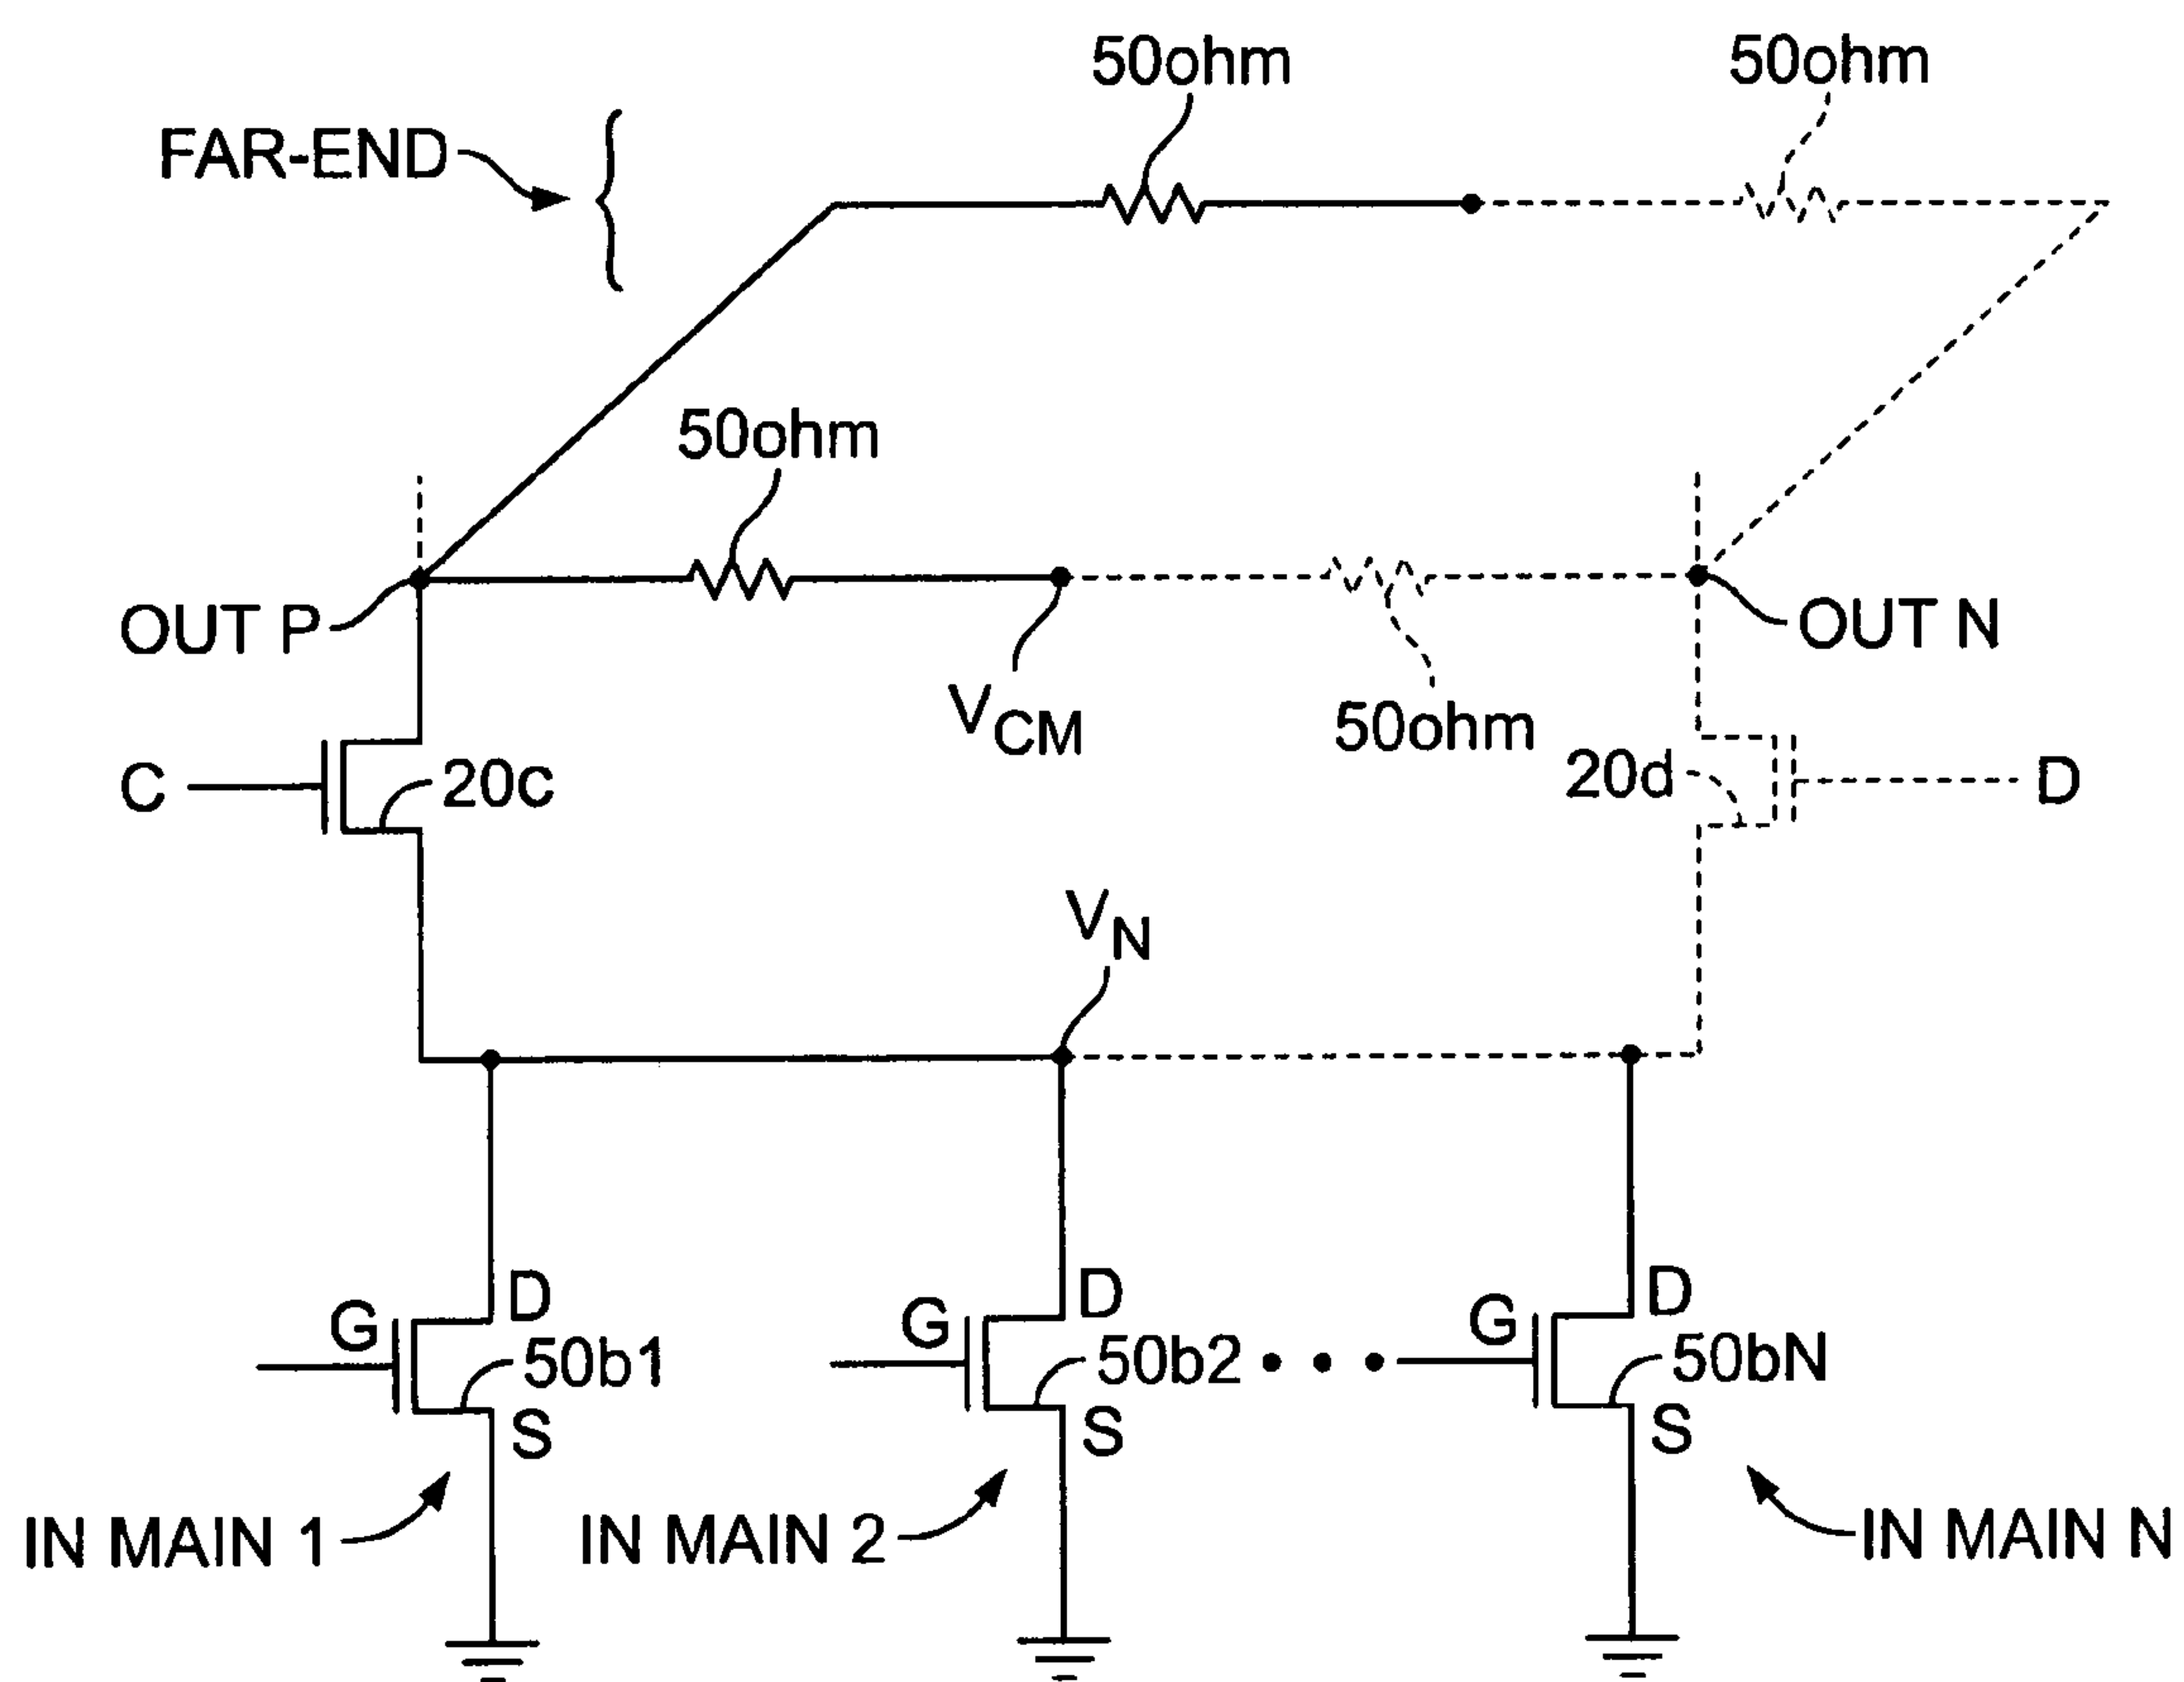 50ohm
50ohm
FAR-END
50ohm
OUT P
OUT N
VCM
50ohm
C
20c
20d
D
VN
G
D
50b1
S
G
D
50b2
S
G
D
50bN
S
IN MAIN 1
IN MAIN 2
IN MAIN N